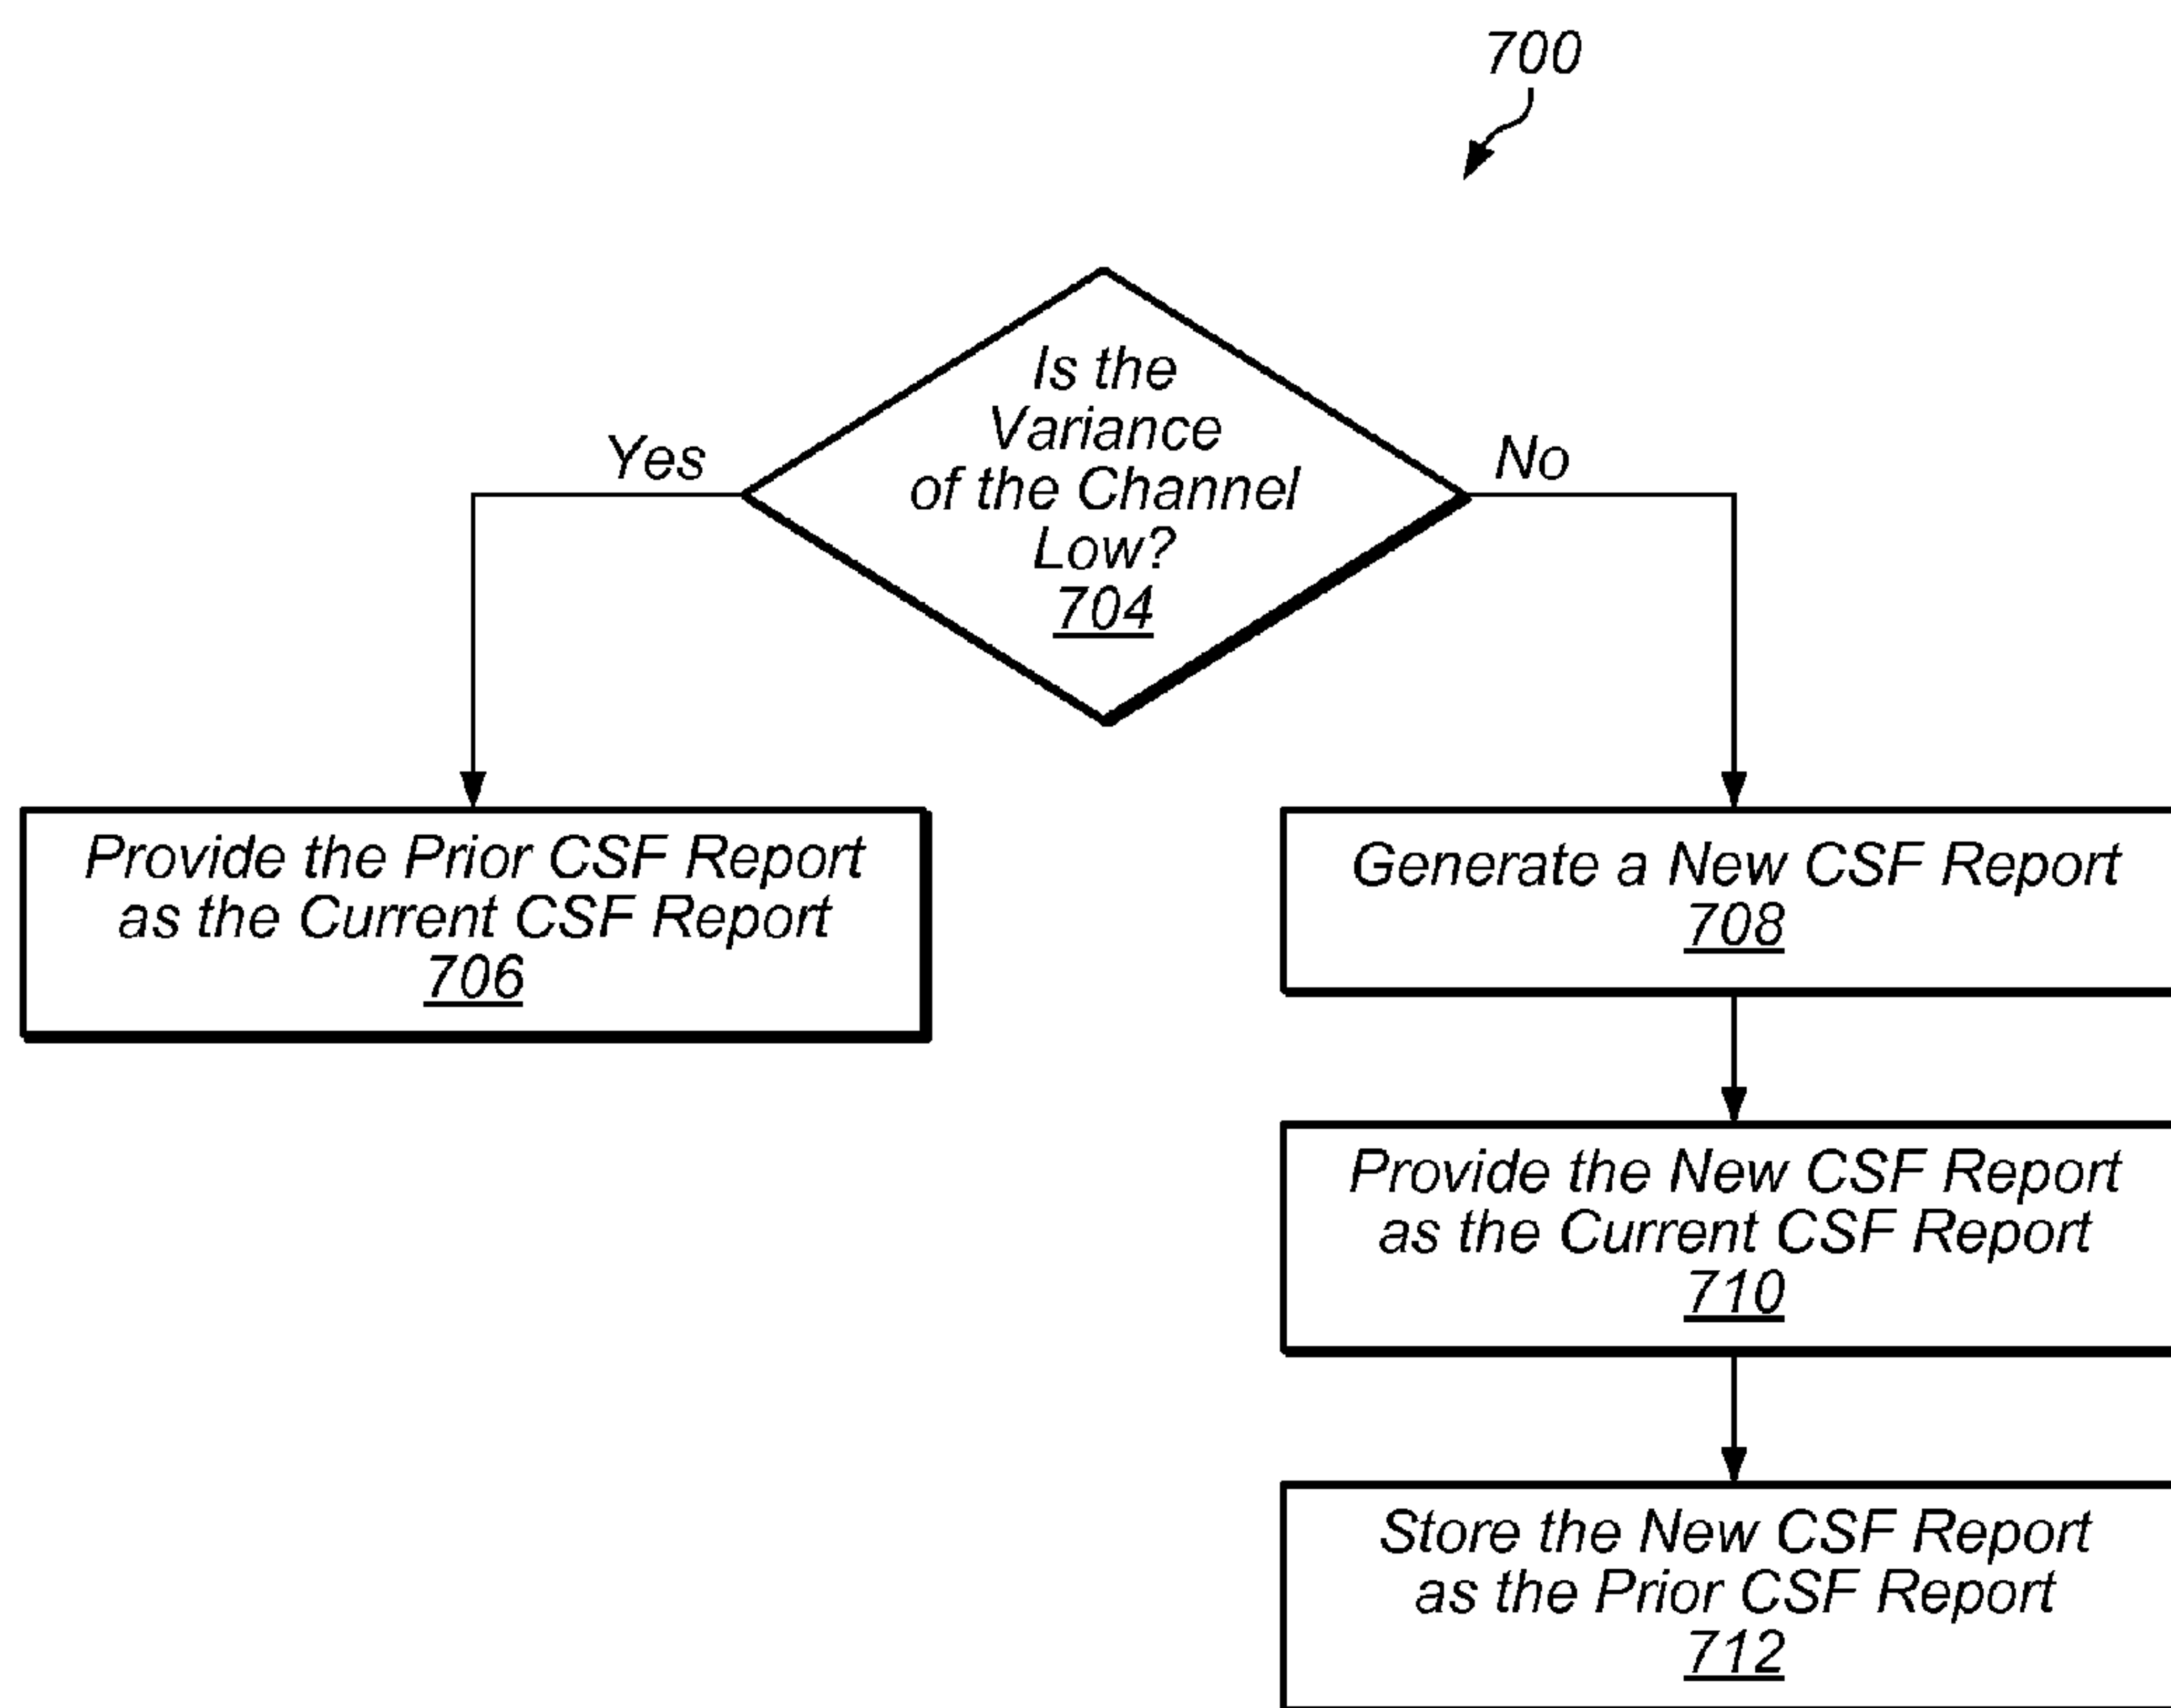 700
Is the
Variance
of the Channel
Low?
704
Yes
No
Provide the Prior CSF Report
as the Current CSF Report
706
Generate a New CSF Report
708
Provide the New CSF Report
as the Current CSF Report
710
Store the New CSF Report
as the Prior CSF Report
712